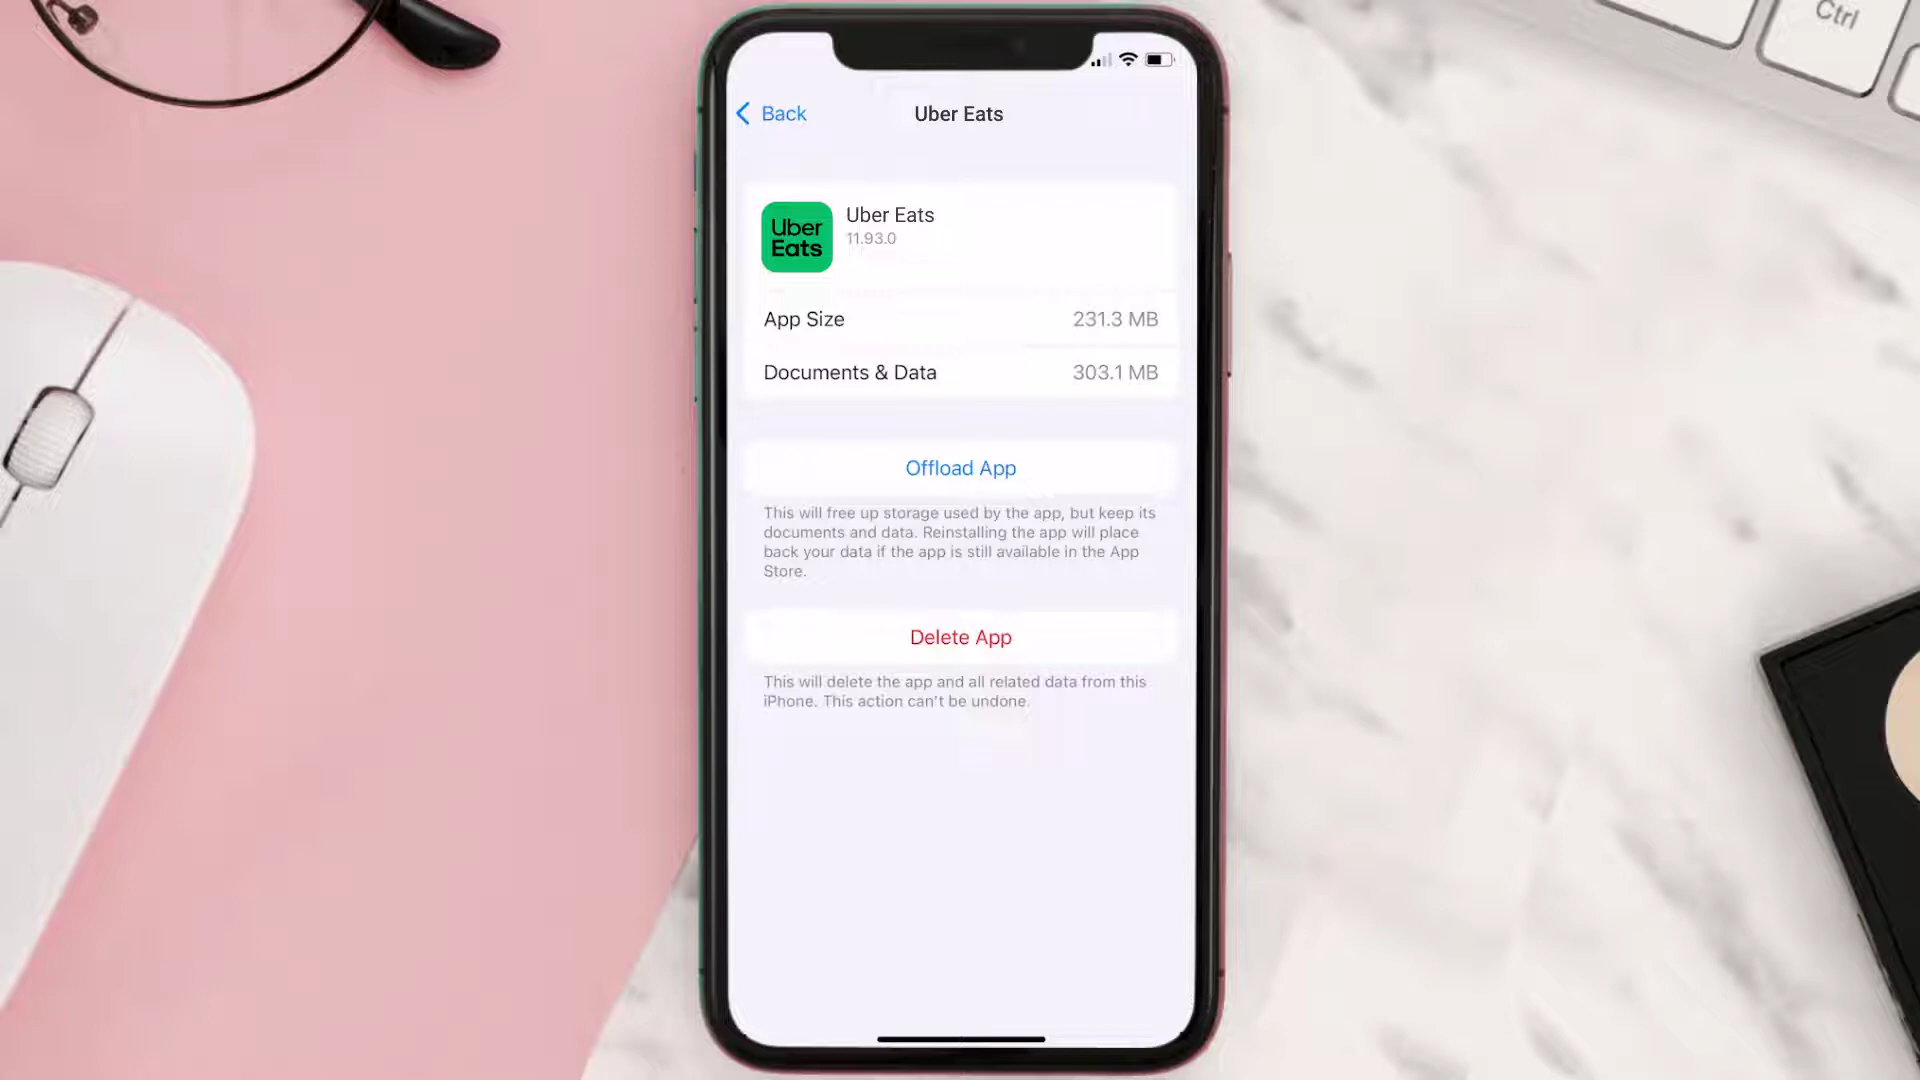 Ctrl
Back
Uber Eats
Uber
Eats
Uber Eats
11.93.0
App Size
231.3 MB
Documents & Data
303.1 MB
Offload App
This will free up storage used by the app, but keep its
documents and data. Reinstalling the app will place
back your data if the app is still available in the App
Store.
Delete App
This will delete the app and all related data from this
iPhone. This action can't be undone.